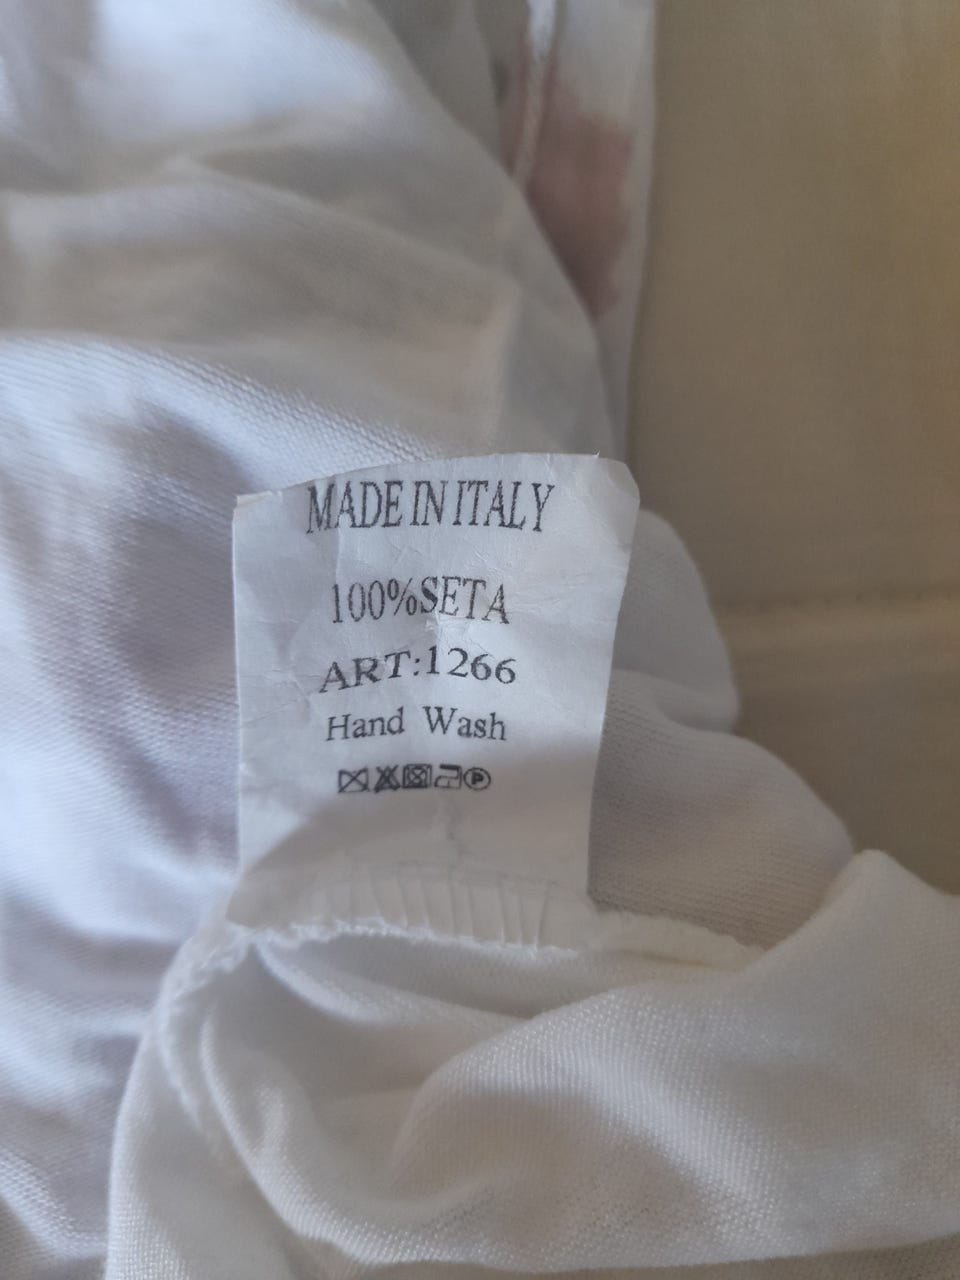 MADE IN ITALY
100%SETA
ART:1266
Hand Wash
P